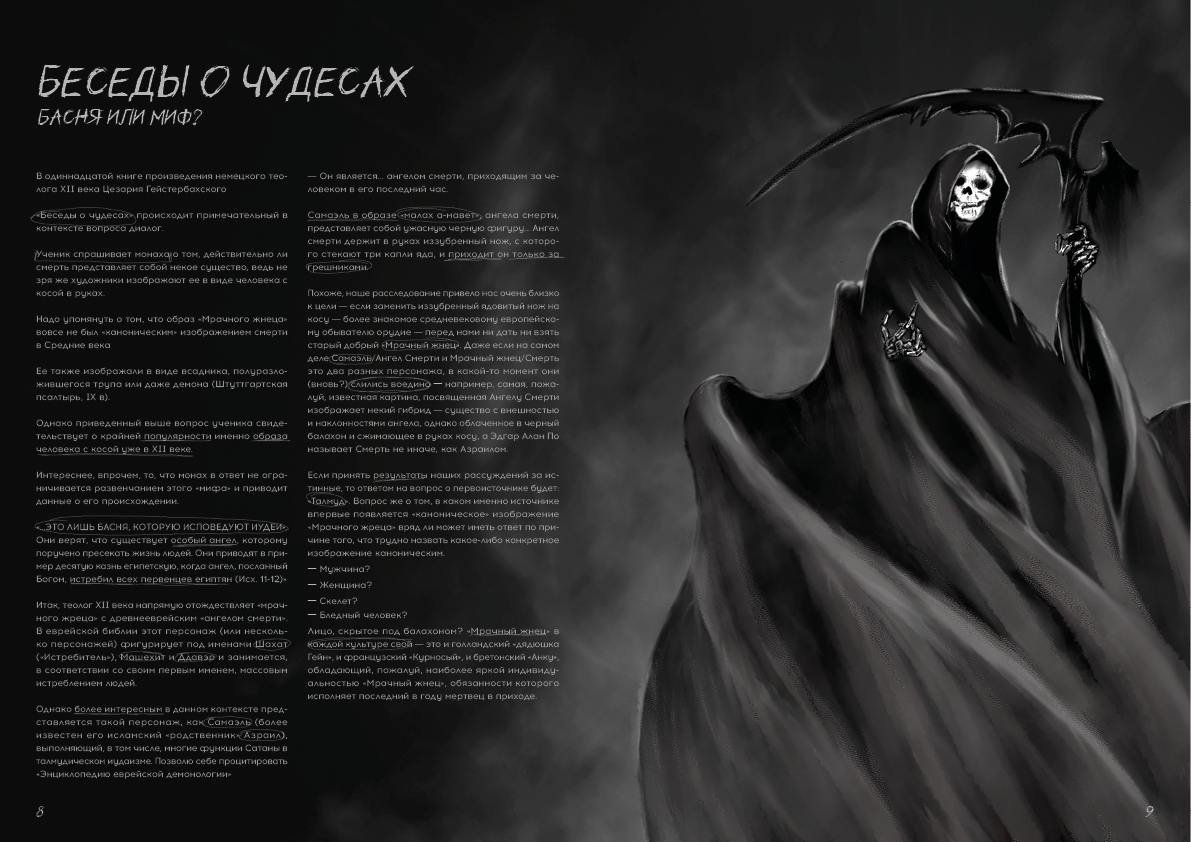 БЕСЕДЫ О ЧУДЕСАХ
БАСНЯ ИЛИ МИФ?
В одиннадцатой книге произведения немецкого тео-
лога XII века Цезария Гейстербахского
«Беседы о чудесах» происходит примечательный в
контексте вопроса диалог.
Ученик спрашивает монаха о том, действительно ли
смерть представляет собой некое существо, ведь не
зря же художники изображают ее в виде человека с
косой в руках.
Надо упомянуть о том, что образ «Мрачного жнеца»
вовсе не был «каноническим» изображением смерти
в Средние века
Ее также изображали в виде всадника, полуразло-
жившегося трупа или даже демона (Штуттгартская
псалтырь, IX в).
Однако приведенный выше вопрос ученика свиде-
тельствует о крайней популярности именно образа
человека с косой уже в XII веке.
Интереснее, впрочем, то, что монах в ответ не огра-
ничивается развенчанием этого «мифа» и приводит
данные о его происхождении.
«...ЭТО ЛИШЬ БАСНЯ, КОТОРУЮ ИСПОВЕДУЮТ ИУДЕИ».
Они верят, что существует особый ангел, которому
поручено пресекать жизнь людей. Они приводят в при-
мер десятую казнь египетскую, когда ангел, посланный
Богом, истребил всех первенцев египтян (Исх. 11-12)»
Итак, теолог XII века напрямую отождествляет «мрач-
ного жреца» с древнееврейским «ангелом смерти».
В еврейской библии этот персонаж (или несколь-
ко персонажей) фигурирует под именами Шахат
(«Истребитель»), Машехит иAdавэр и занимается,
в соответствии со своим первым именем, массовым
истреблением людей.
Однако более интересным в данном контексте пред-
ставляется такой персонаж, как Самаэль (более
известен его исламский «родственник» Азраил),
выполняющий, в том числе, многие функции Сатаны в
талмудическом иудаизме. Позволю себе процитировать
«Энциклопедию еврейской демонологии»
8
— Он является... ангелом смерти, приходящим за че-
ловеком в его последний час.
Самаэль в образе «малах а-мавет», ангела смерти,
представляет собой ужасную черную фигуру... Ангел
смерти держит в руках иззубренный нож, с которо-
го стекают три капли яда, и приходит он только за
грешниками.
Похоже, наше расследование привело нас очень близко
к цели — если заменить иззубренный ядовитый нож на
косу — более знакомое средневековому европейско-
му обывателю орудие — перед нами ни дать ни взять
старый добрый «Мрачный жнец». Даже если на самом
деле Самаэль/Ангел Смерти и Мрачный жнец/Смерть
это два разных персонажа, в какой-то момент они
(вновь?) слились воедино — например, самая, пожа-
луй, известная картина, посвященная Ангелу Смерти
изображает некий гибрид — существо с внешностью
и наклонностями ангела, однако облаченное в черный
балахон и сжимающее в руках косу, а Эдгар Алан По
называет Смерть не иначе, как Азраилом.
Если принять результаты наших рассуждений за ис-
тинные, то ответом на вопрос о первоисточнике будет:
«Талмуд». Вопрос же о том, в каком именно источнике
впервые появляется «каноническое» изображение
«Мрачного жреца» вряд ли может иметь ответ по при-
чине того, что трудно назвать какое-либо конкретное
изображение каноническим.
— Мужчина?
— Женщина?
— Скелет?
— Бледный человек?
Лицо, скрытое под балахоном? «Мрачный жнец» в
каждой культуре свой — это и голландский «дядюшка
Гейн», и французский «Курносый», и бретонский «Анку»,
обладающий, пожалуй, наиболее яркой индивиду-
альностью «Мрачный жнец», обязанности которого
исполняет последний в году мертвец в приходе.
9